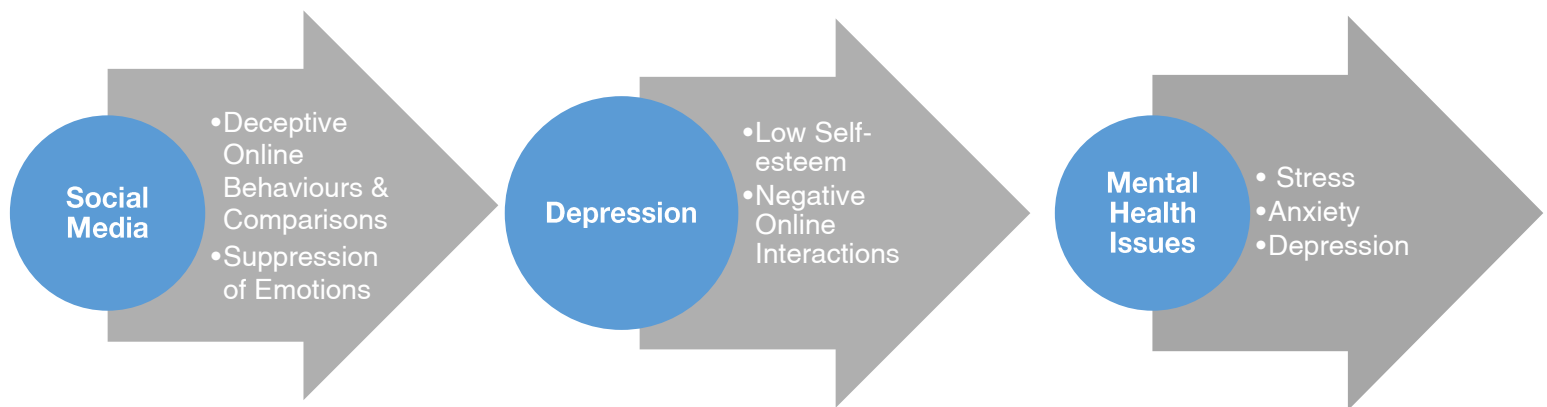 Social
Media
•Deceptive
Online
Behaviours &
Comparisons
•Suppression
of Emotions
Depression
•Low Self-
esteem
•Negative
Online
Interactions
Mental
Health
Issues
• Stress
•Anxiety
•Depression